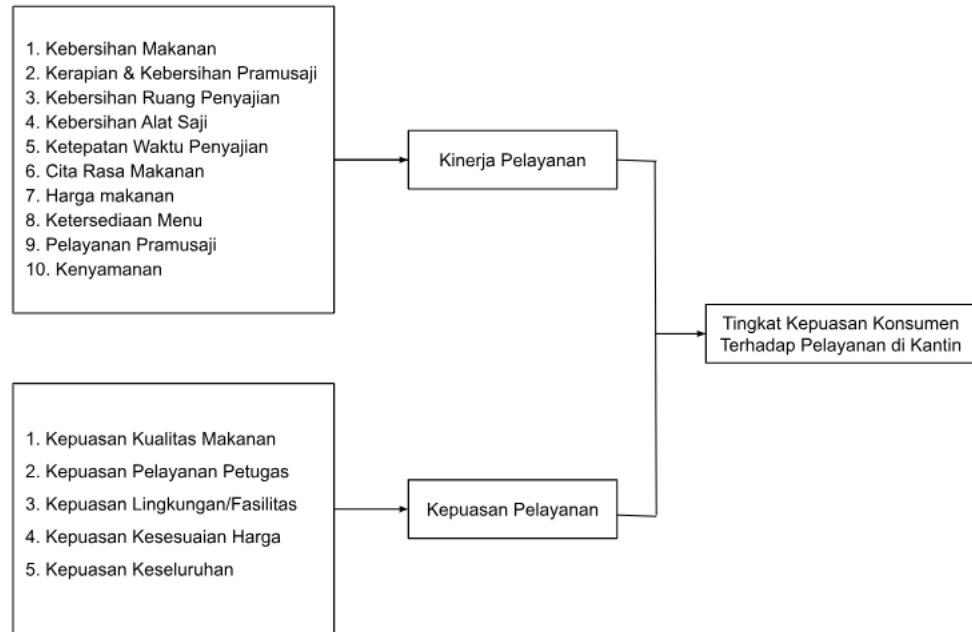 1. Kebersihan Makanan
2. Kerapian & Kebersihan Pramusaji
3. Kebersihan Ruang Penyajian
4. Kebersihan Alat Saji
5. Ketepatan Waktu Penyajian
6. Cita Rasa Makanan
7. Harga makanan
8. Ketersediaan Menu
9. Pelayanan Pramusaji
10. Kenyamanan
Kinerja Pelayanan
Tingkat Kepuasan Konsumen
Terhadap Pelayanan di Kantin
1. Kepuasan Kualitas Makanan
2. Kepuasan Pelayanan Petugas
3. Kepuasan Lingkungan/Fasilitas
4. Kepuasan Kesesuaian Harga
5. Kepuasan Keseluruhan
Kepuasan Pelayanan